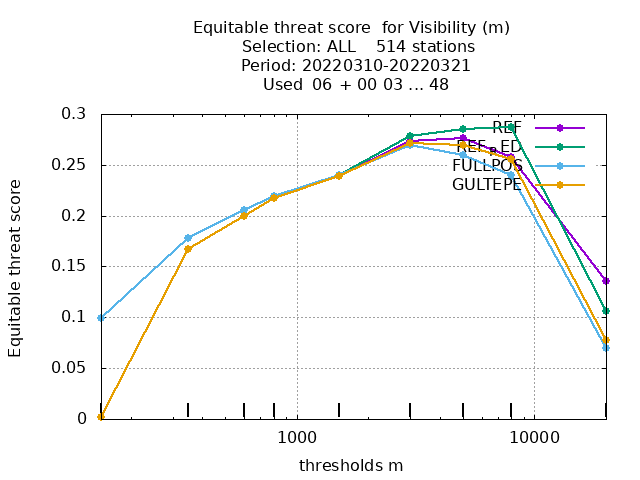 Equitable threat score  for Visibility (m)
Selection: ALL    514 stations
Period: 20220310-20220321
Used  06 + 00 03 ... 48
Equitable threat score
0.3
0.25
0.2
0.15
0.1
0.05
0
1000
10000
thresholds m
REF
REF_RED
FULLPOS
GULTEPE